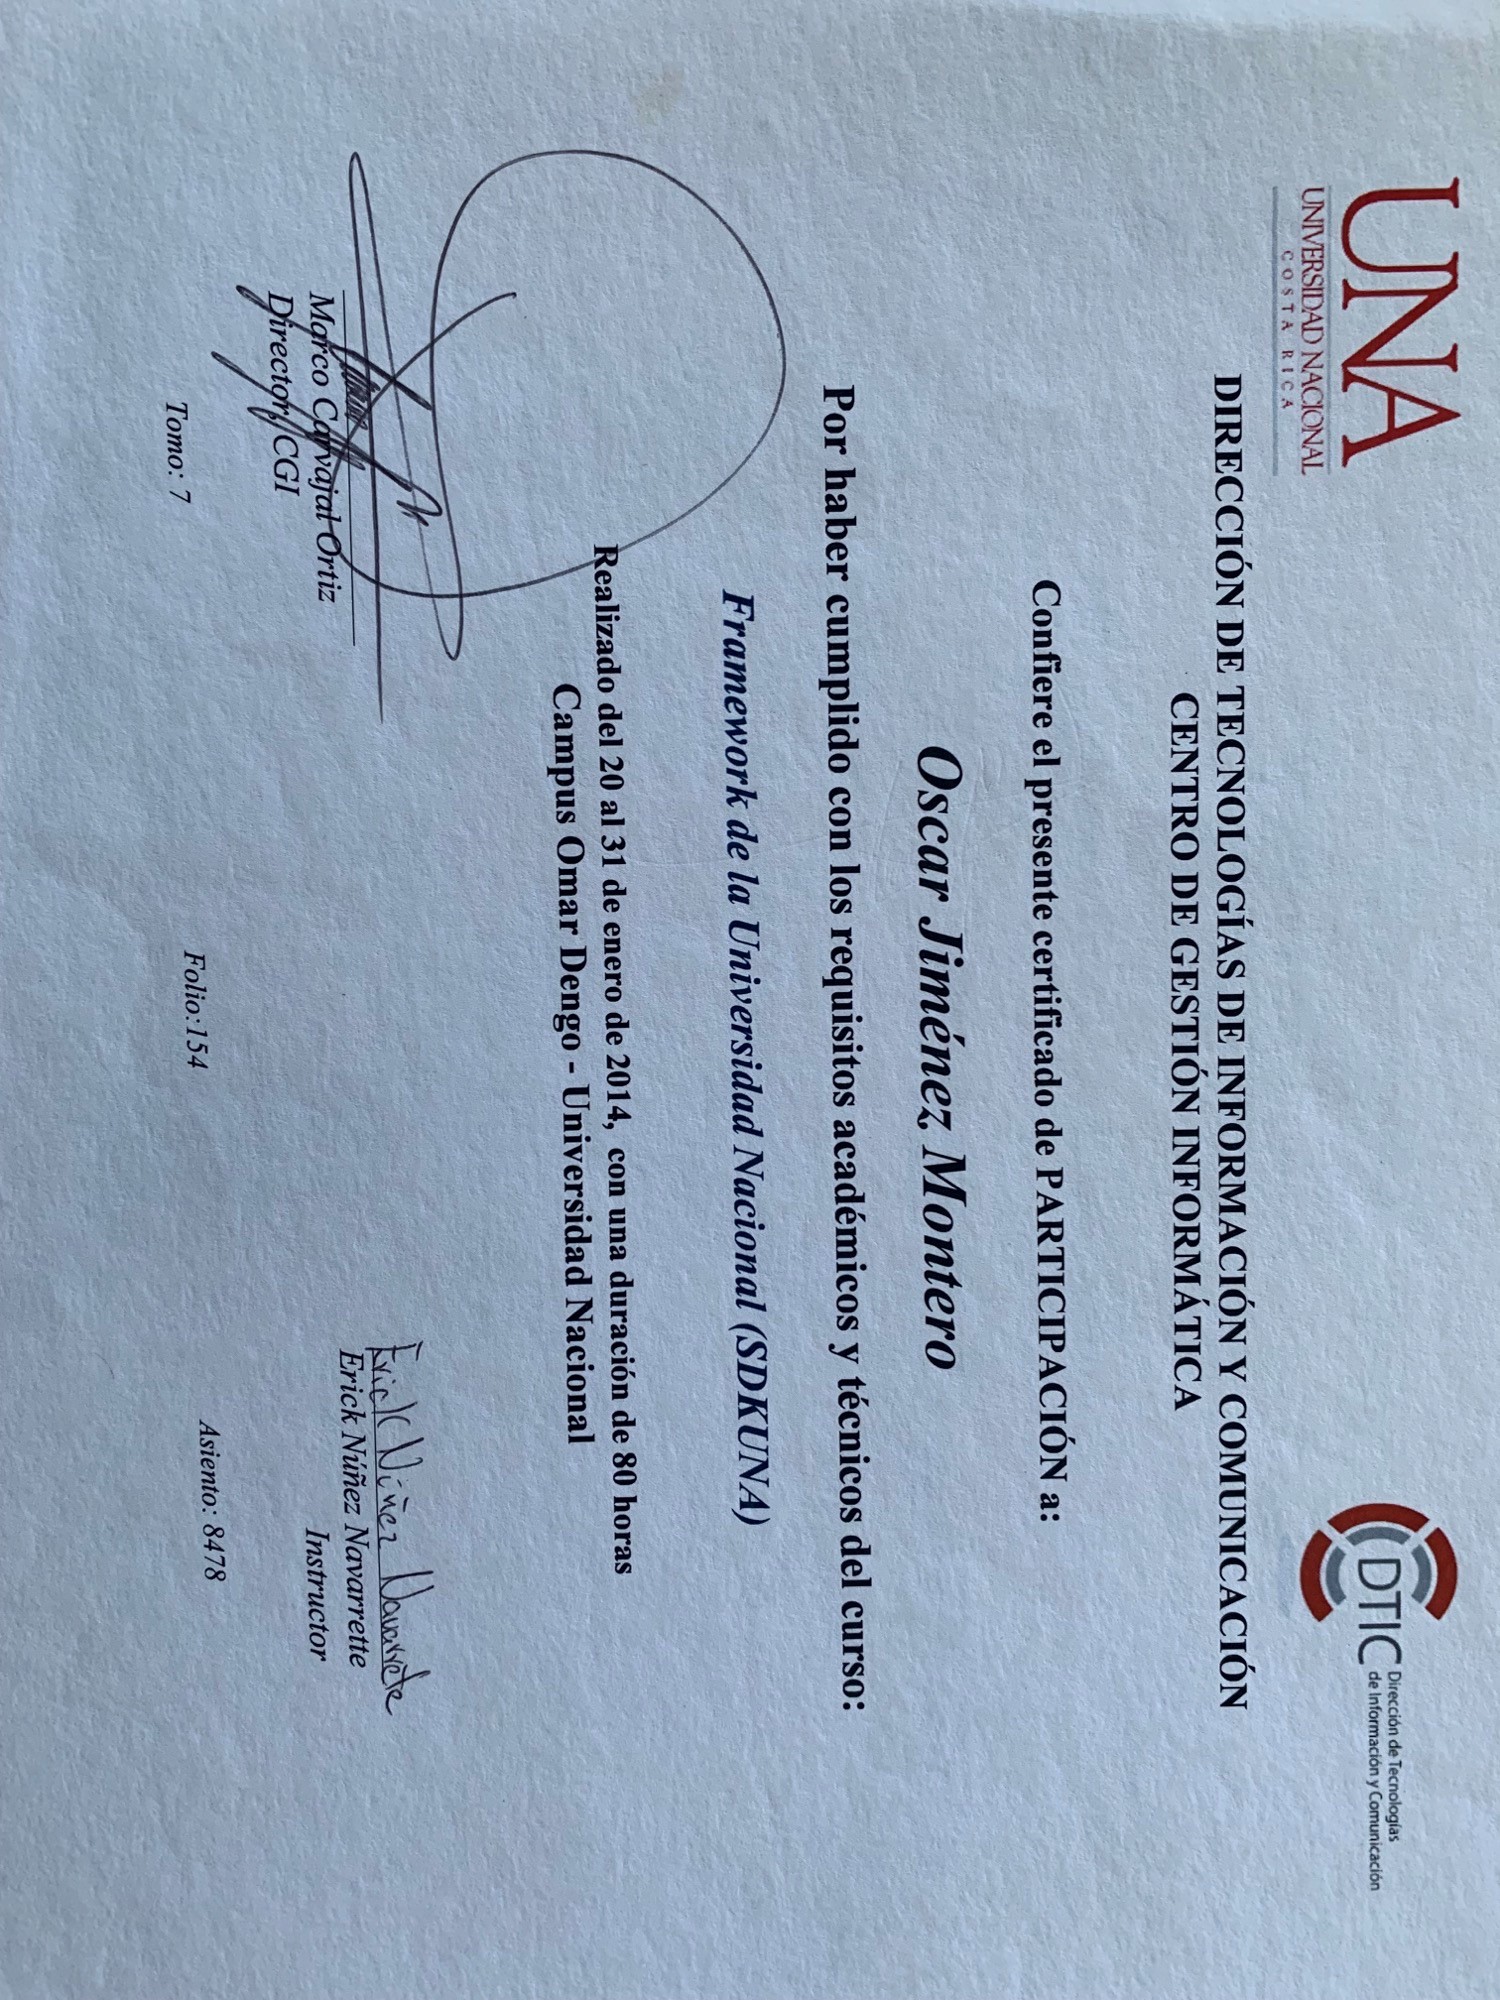 UNA
UNIVERSIDAD NACIONAL
COSTA RICA
DTIC
Dirección de Tecnologías
de Información y Comunicación
DIRECCIÓN DE TECNOLOGÍAS DE INFORMACIÓN Y COMUNICACIÓN
CENTRO DE GESTIÓN INFORMÁTICA
Confiere el presente certificado de PARTICIPACIÓN a:
Oscar Jiménez Montero
Por haber cumplido con los requisitos académicos y técnicos del curso:
Framework de la Universidad Nacional (SDKUNA)
Realizado del 20 al 31 de enero de 2014, con una duración de 80 horas
Campus Omar Dengo - Universidad Nacional
Marco Carvajal Ortiz
Director, CGI
Erick Núñez Navarrete
Erick Núñez Navarrette
Instructor
Tomo: 7
Folio:154
Asiento: 8478